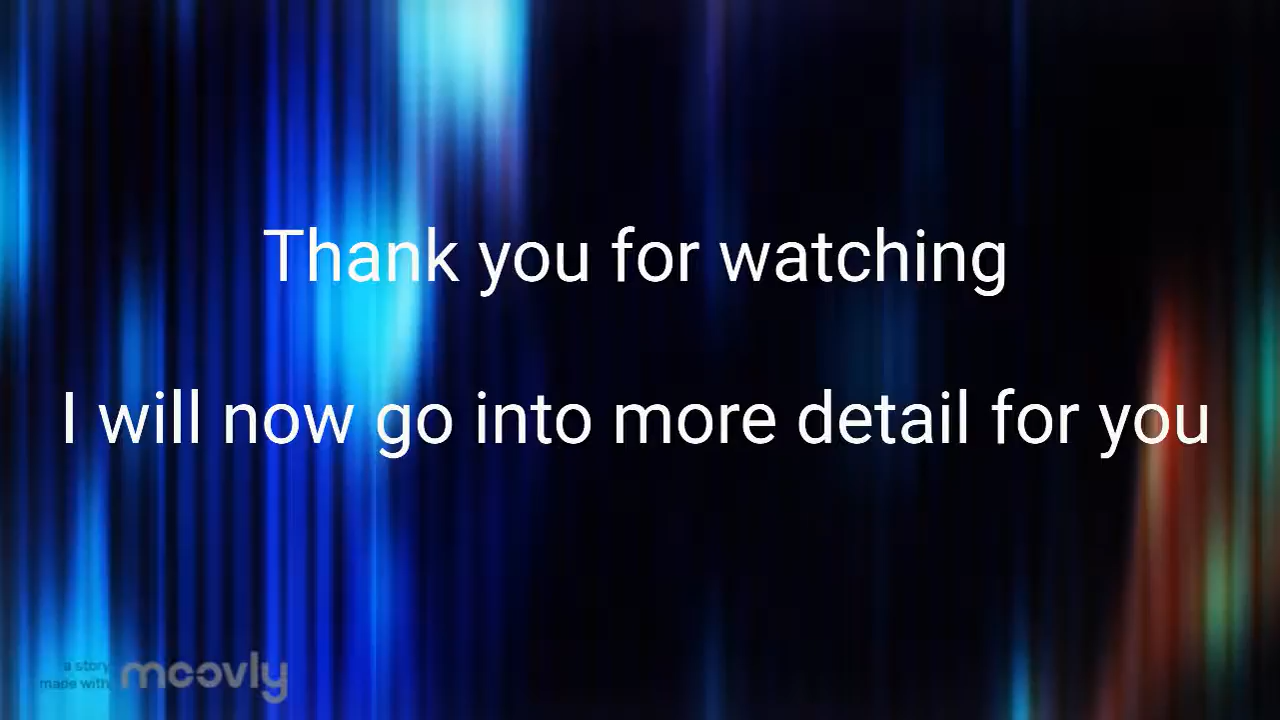 Thank you for watching
I will now go into more detail for you
a story
made with
moovly